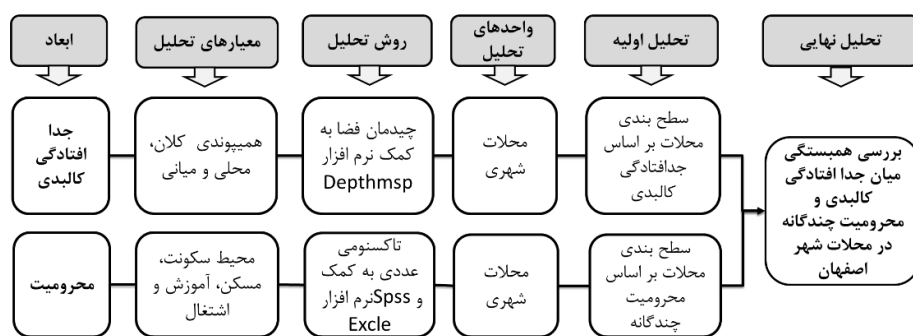 ابعاد
معیارهای تحلیل
روش تحلیل
واحدهای
تحلیل
تحلیل اولیه
تحلیل نهایی
جدا
افتادگی
کالبدی
همپیوندی کلان،
محلی و میانی
چیدمان فضا به
کمک نرم افزار
Depthmsp
محلات
شهری
سطح بندی
محلات بر اساس
جدافتادگی
کالبدی
محرومیت
محیط سکونت،
مسکن، آموزش و
اشتغال
تاکسنومی
عددی به کمک
نرم افزارSpss و
Excle
محلات
شهری
سطح بندی
محلات بر اساس
محرومیت
چندگانه
بررسی همبستگی
میان جدا افتادگی
کالبدی و
محرومیت چندگانه
در محلات شهر
اصفهان